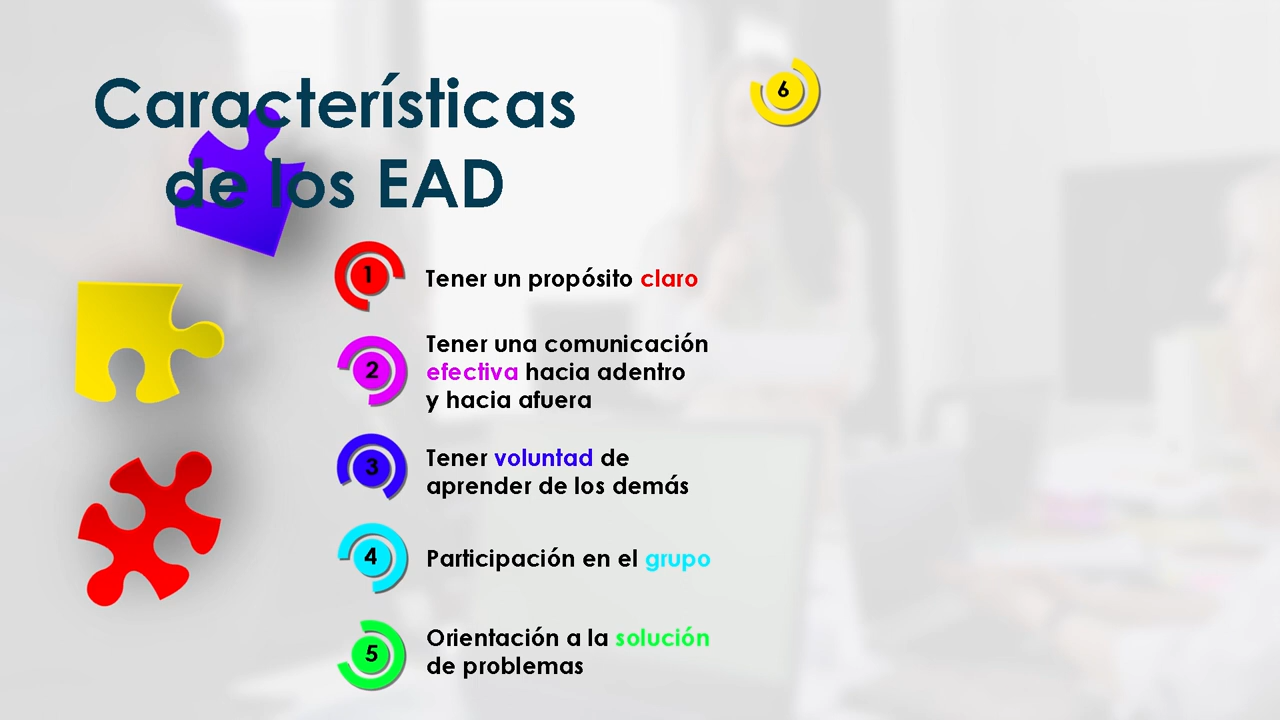 Características
de los EAD
1
Tener un propósito claro
2
Tener una comunicación
efectiva hacia adentro
y hacia afuera
3
Tener voluntad de
aprender de los demás
4
Participación en el grupo
5
Orientación a la solución
de problemas
6